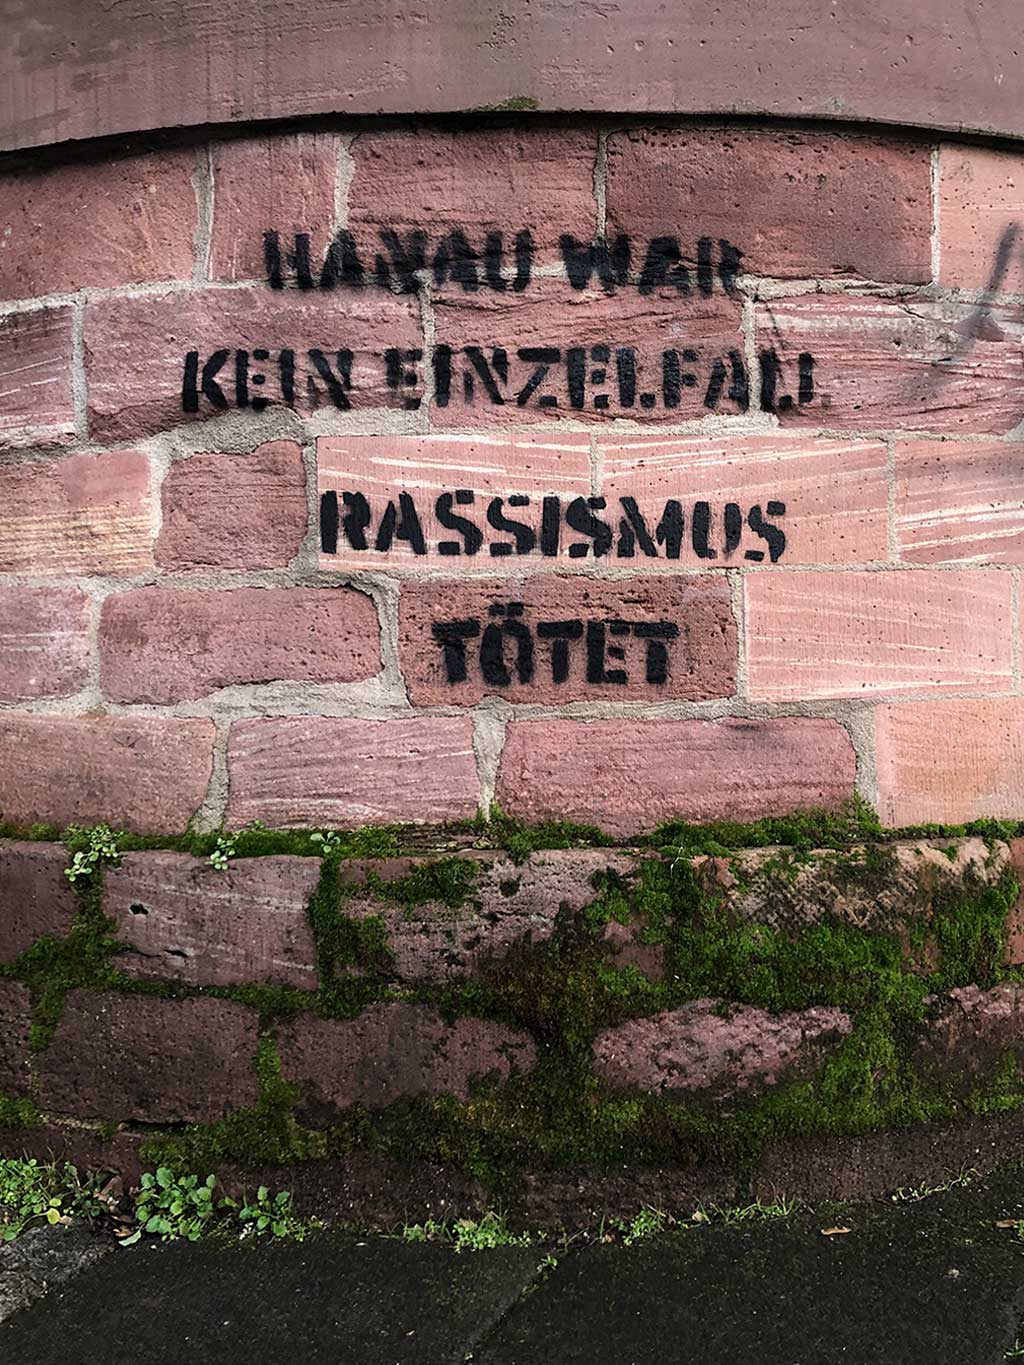 HANAU WAR
KEIN EINZELFALL
RASSISMUS
TÖTET